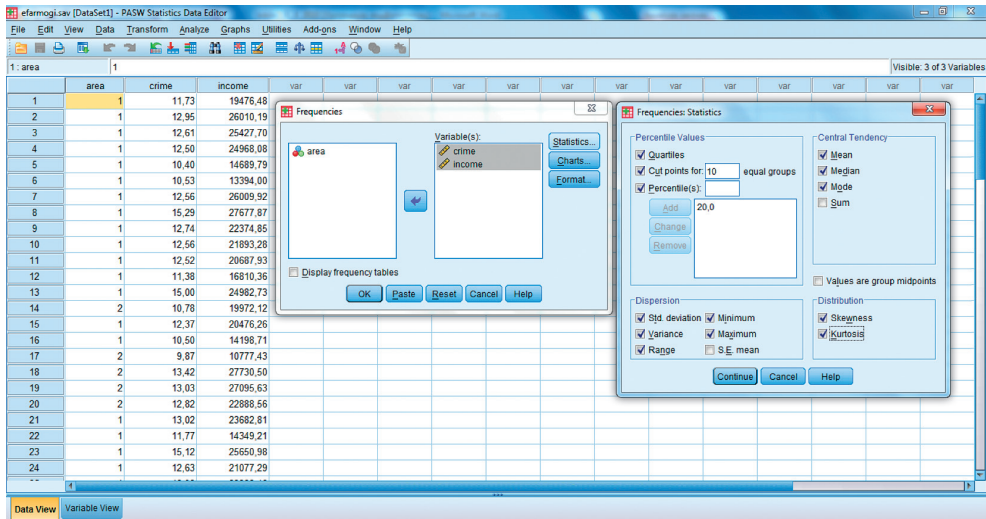 efarmogi.sav [DataSet1] - PASW Statistics Data Editor
File Edit View Data Transform Analyze Graphs Utilities Add-ons Window Help
1 : area 1 Visible: 3 of 3 Variables
area crime income var var var var var var var var var var var var
1 1 11,73 19476,48
2 1 12,95 26010,19
3 1 12,61 25427,70
4 1 12,50 24968,08
5 1 10,40 14689,79
6 1 10,53 13394,00
7 1 12,56 26009,92
8 1 15,29 27677,87
9 1 12,74 22374,85
10 1 12,56 21893,28
11 1 12,52 20687,93
12 1 11,38 16810,36
13 1 15,00 24982,73
14 2 10,78 19972,12
15 1 12,37 20476,26
16 1 10,50 14198,71
17 2 9,87 10777,43
18 2 13,42 27730,50
19 2 13,03 27095,63
20 2 12,82 22888,56
21 1 13,02 23682,81
22 1 11,77 14349,21
23 1 15,12 25650,98
24 1 12,63 21077,29
Data View Variable View
Frequencies
area
Variable(s):
crime
income
Statistics...
Charts...
Format...
Display frequency tables
OK Paste Reset Cancel Help
Frequencies: Statistics
Percentile Values
Quartiles
Cut points for: 10 equal groups
Percentile(s):
Add
Change
Remove
20,0
Central Tendency
Mean
Median
Mode
Sum
Values are group midpoints
Dispersion
Std. deviation Minimum
Variance Maximum
Range S.E. mean
Distribution
Skewness
Kurtosis
Continue Cancel Help